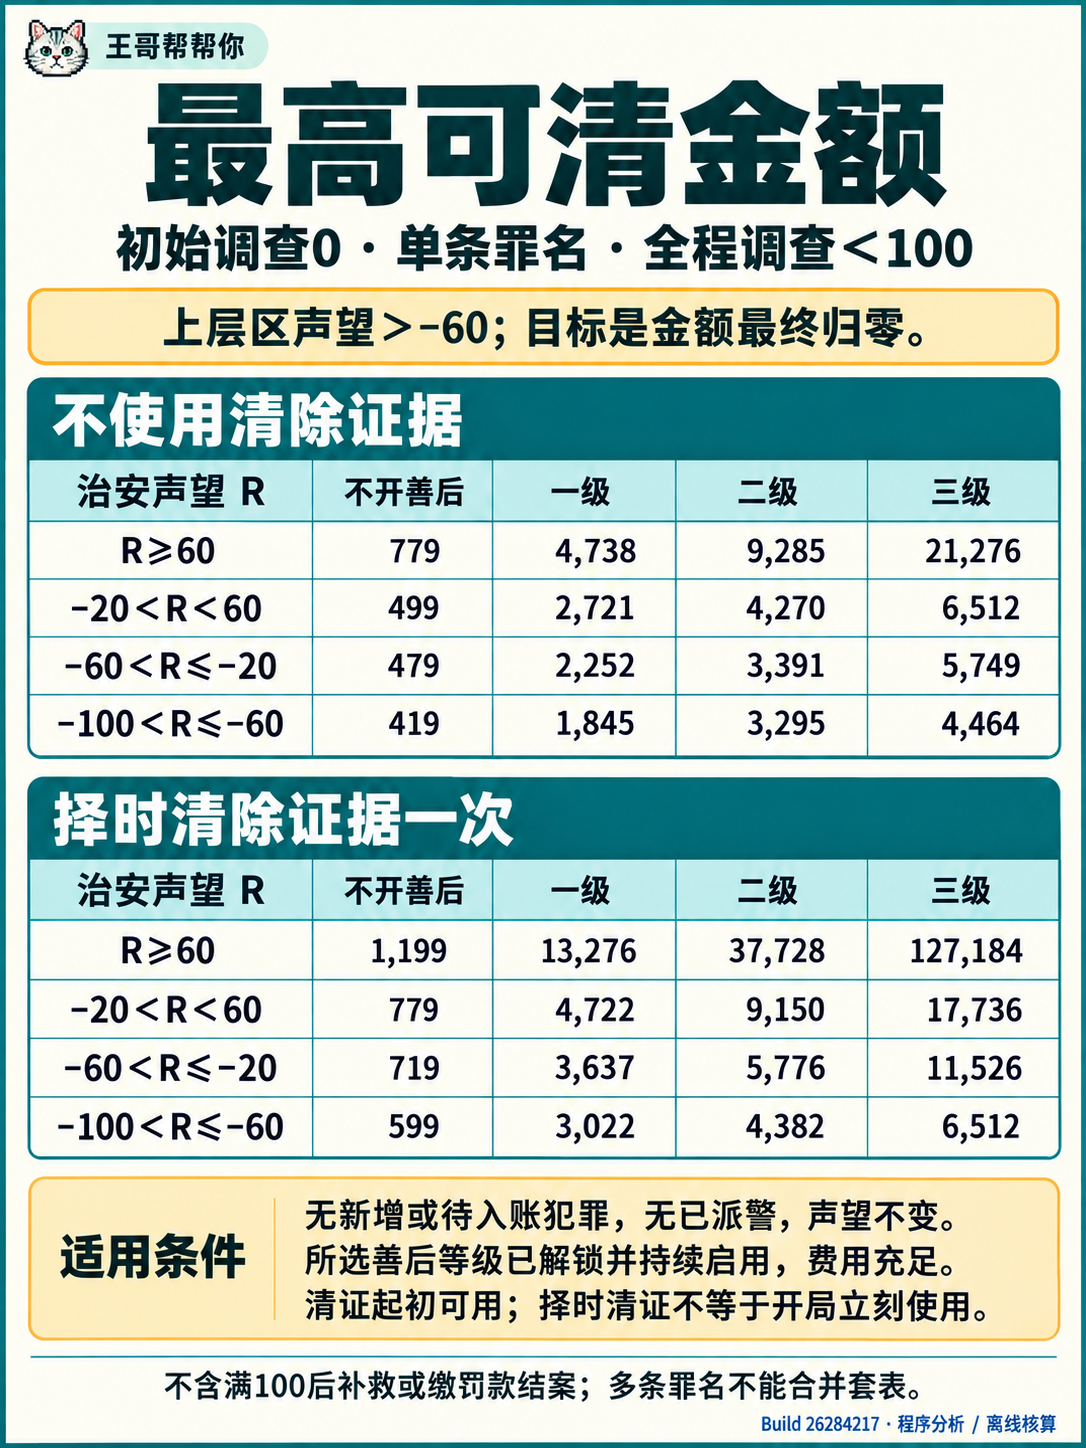 王哥帮帮你
最高可清金额
初始调查0 · 单条罪名 · 全程调查＜100
上层区声望＞-60；目标是金额最终归零。
不使用清除证据
治安声望 R 不开善后 一级 二级 三级
R≥60 779 4,738 9,285 21,276
-20＜R＜60 499 2,721 4,270 6,512
-60＜R≤-20 479 2,252 3,391 5,749
-100＜R≤-60 419 1,845 3,295 4,464
择时清除证据一次
治安声望 R 不开善后 一级 二级 三级
R≥60 1,199 13,276 37,728 127,184
-20＜R＜60 779 4,722 9,150 17,736
-60＜R≤-20 719 3,637 5,776 11,526
-100＜R≤-60 599 3,022 4,382 6,512
适用条件
无新增或待入账犯罪，无已派警，声望不变。
所选善后等级已解锁并持续启用，费用充足。
清证起初可用；择时清证不等于开局立刻使用。
不含满100后补救或缴罚款结案；多条罪名不能合并套表。
Build 26284217 · 程序分析 / 离线核算